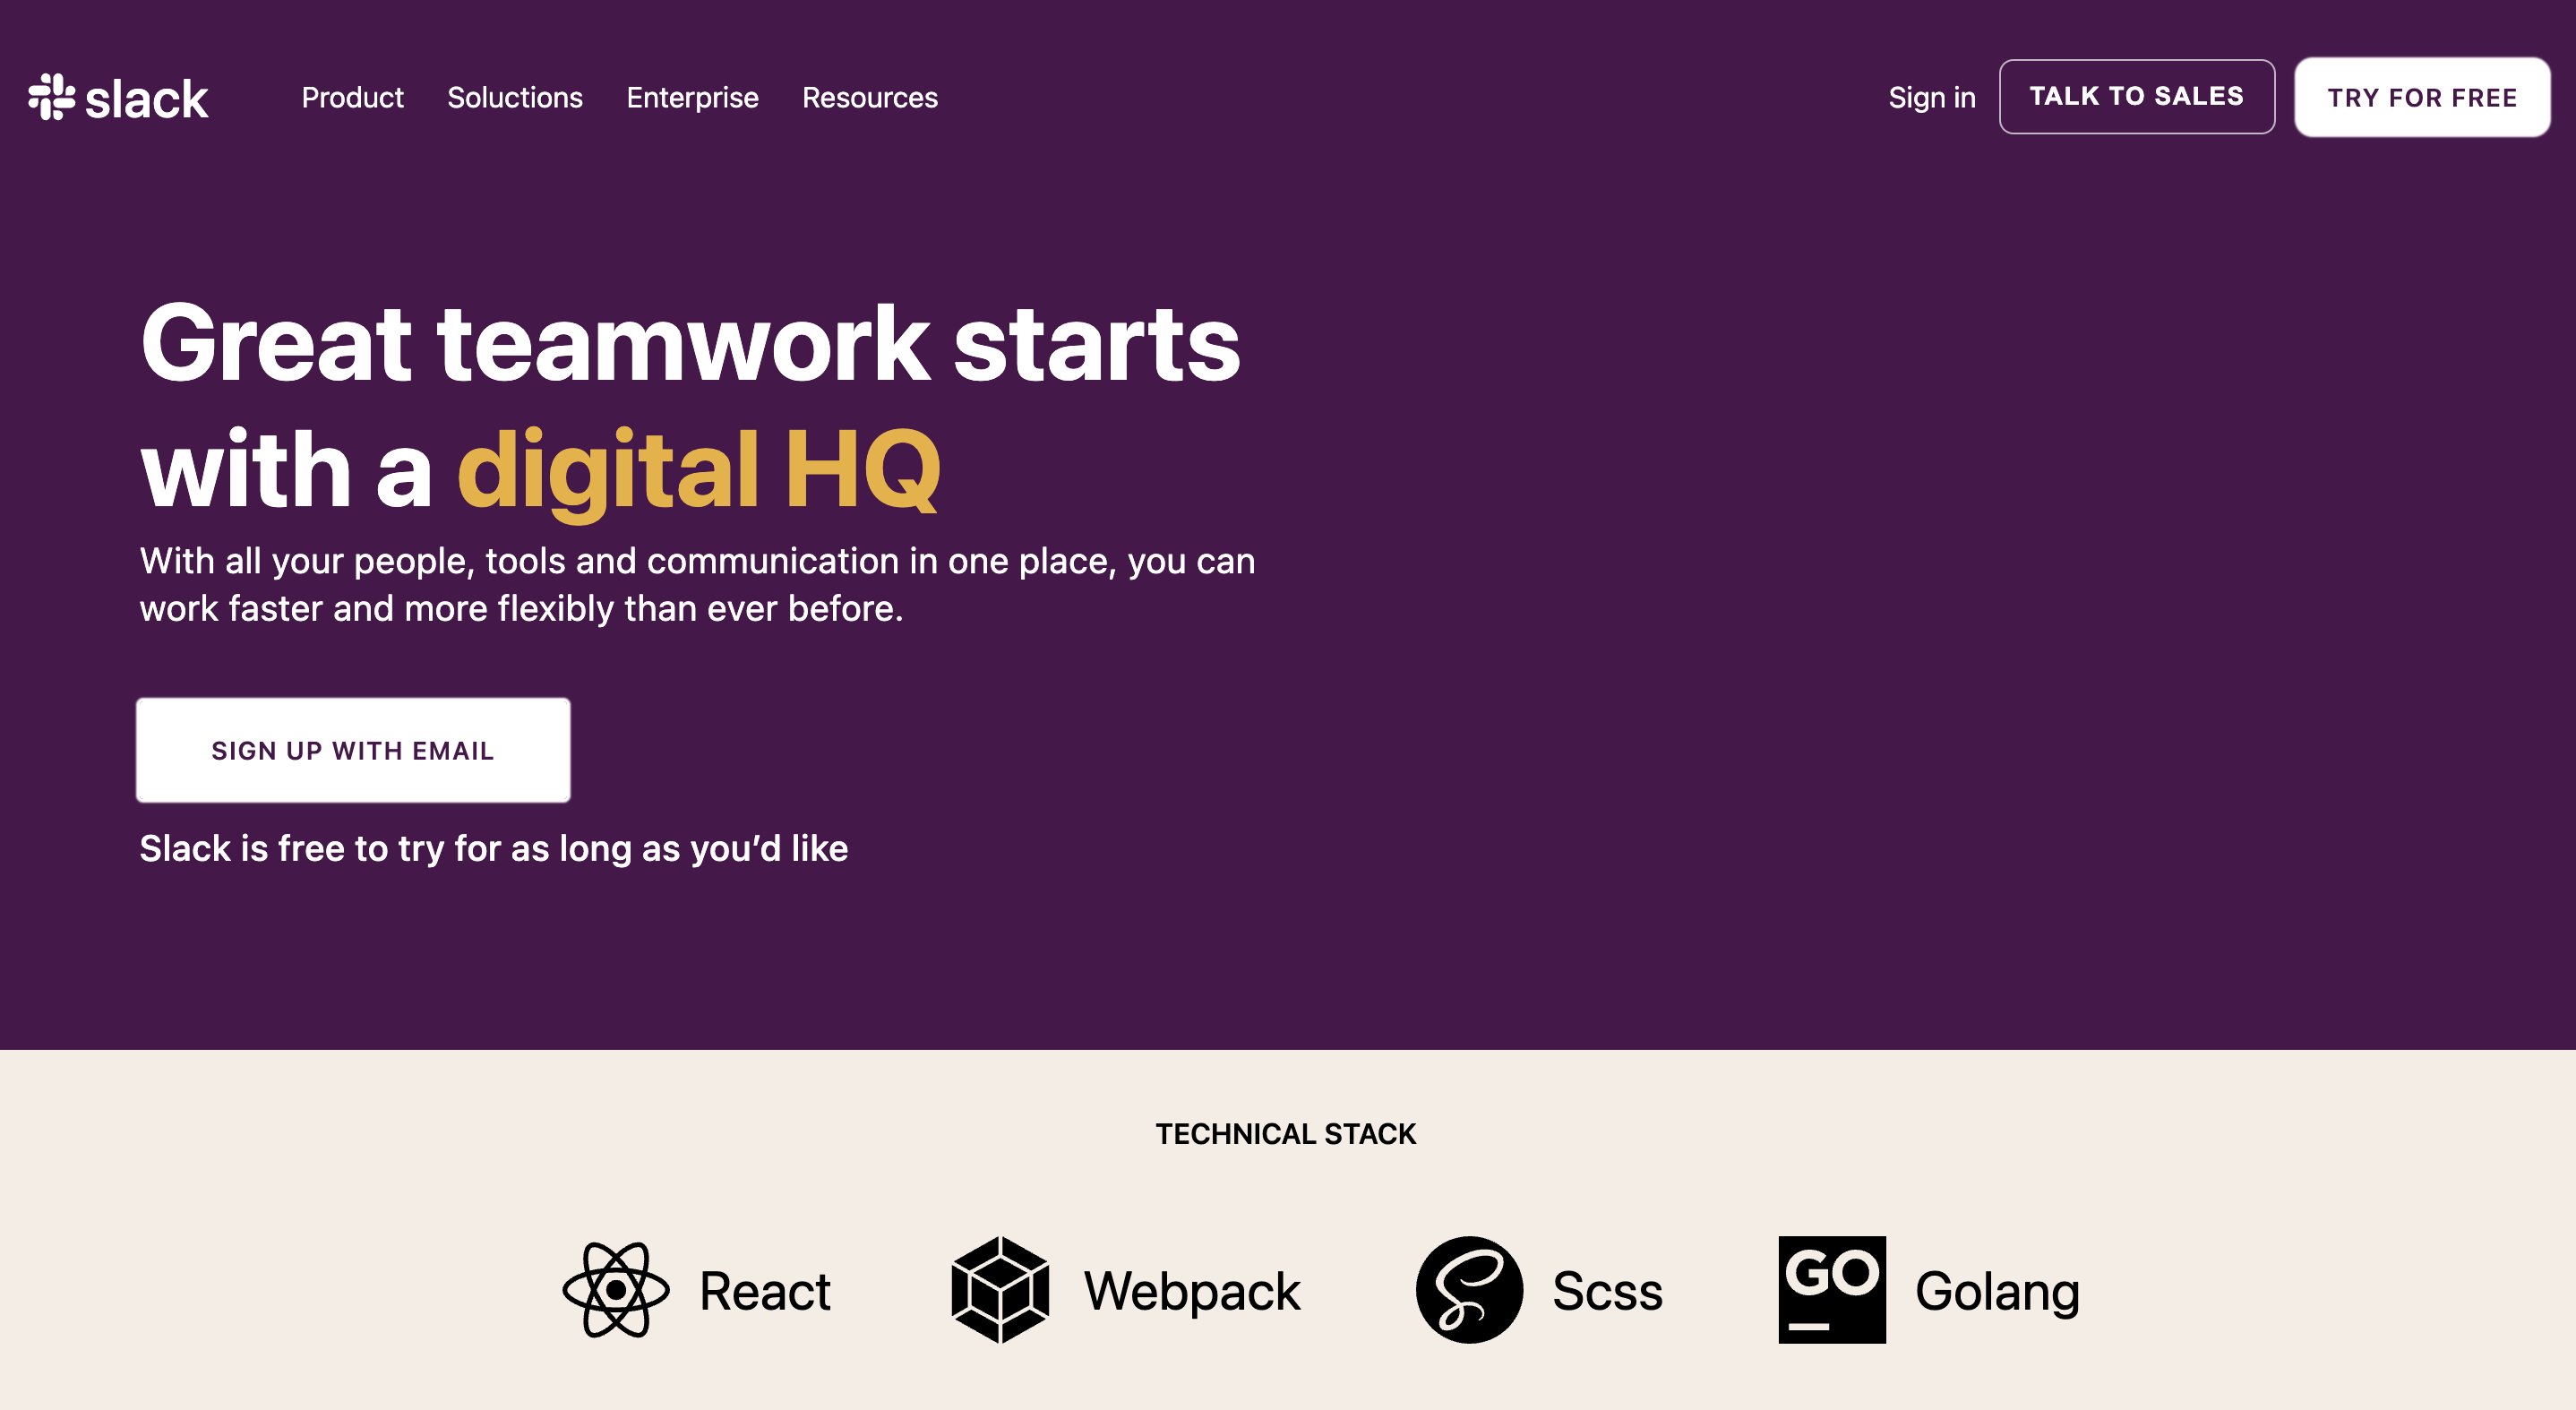 slack
Product
Solutions
Enterprise
Resources
Sign in
TALK TO SALES
TRY FOR FREE
Great teamwork starts
with a digital HQ
With all your people, tools and communication in one place, you can
work faster and more flexibly than ever before.
SIGN UP WITH EMAIL
Slack is free to try for as long as you’d like
TECHNICAL STACK
React
Webpack
Scss
GO
Golang